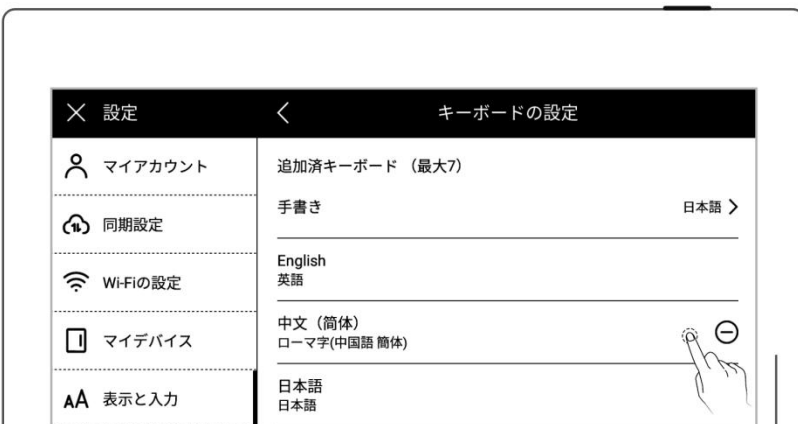 設定
キーボードの設定
マイアカウント
同期設定
Wi-Fiの設定
マイデバイス
AA 表示と入力
追加済キーボード （最大7）
手書き
日本語
English
英語
中文（简体）
ローマ字(中国語 簡体)
日本語
日本語